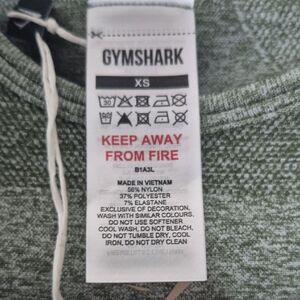 GYMSHARK
XS
30
KEEP AWAY
FROM FIRE
B1A3L
MADE IN VIETNAM
56% NYLON
37% POLYESTER
7% ELASTANE
EXCLUSIVE OF DECORATION,
WASH WITH SIMILAR COLOURS,
DO NOT USE SOFTENER
COOL WASH, DO NOT BLEACH,
DO NOT TUMBLE DRY, COOL
IRON, DO NOT DRY CLEAN